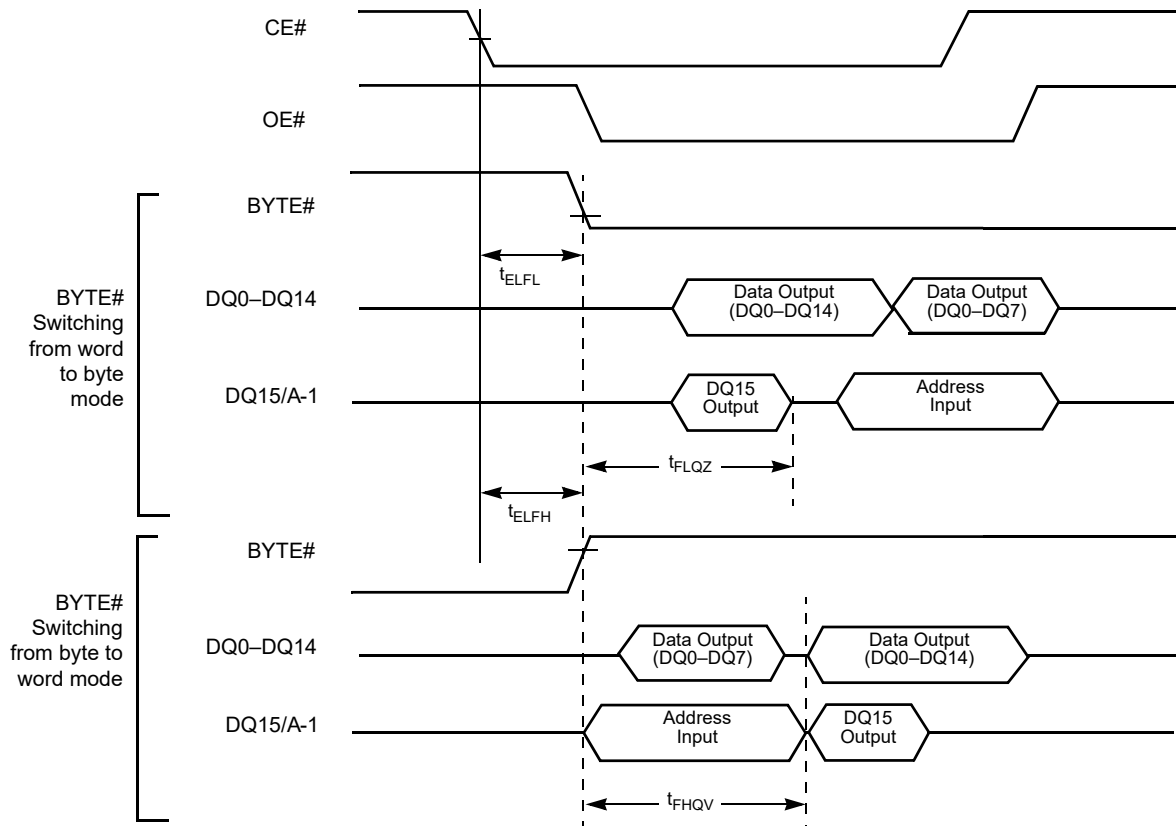 CE#
OE#
BYTE#
tELFL
BYTE#
Switching
from word
to byte
mode
DQ0–DQ14
Data Output
(DQ0–DQ14)
Data Output
(DQ0–DQ7)
DQ15/A-1
DQ15
Output
Address
Input
tFLQZ
tELFH
BYTE#
BYTE#
Switching
from byte to
word mode
DQ0–DQ14
Data Output
(DQ0–DQ7)
Data Output
(DQ0–DQ14)
DQ15/A-1
Address
Input
DQ15
Output
tFHQV